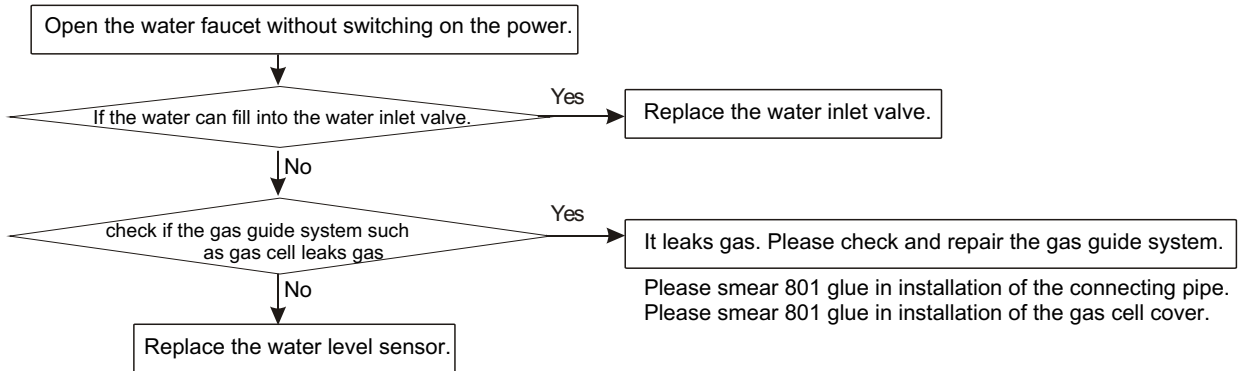 Open the water faucet without switching on the power.
If the water can fill into the water inlet valve.
Yes
Replace the water inlet valve.
No
check if the gas guide system such
as gas cell leaks gas
Yes
It leaks gas. Please check and repair the gas guide system.
Please smear 801 glue in installation of the connecting pipe.
Please smear 801 glue in installation of the gas cell cover.
No
Replace the water level sensor.